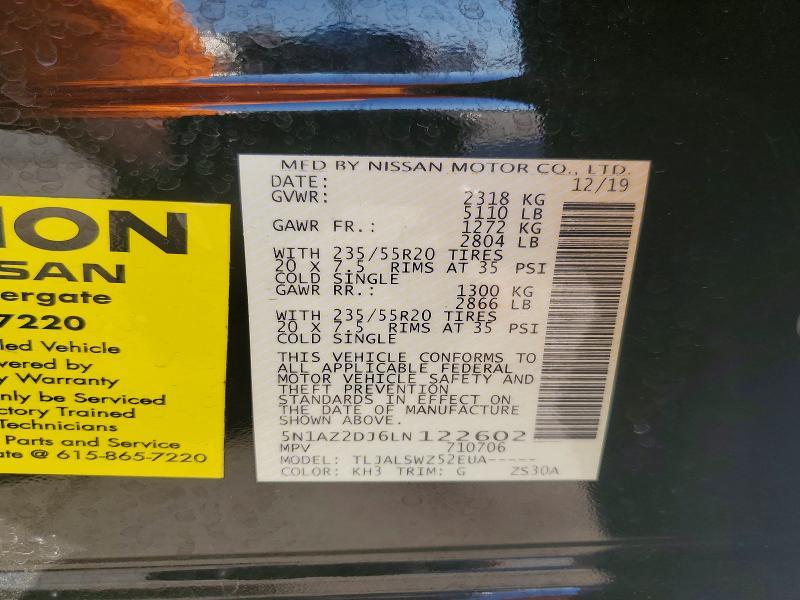 ION
SSAN
ergate
7220
ed Vehicle
wered by
y Warranty
nly be Serviced
ctory Trained
Technicians
Parts and Service
ate @ 615-865-7220
MFD BY NISSAN MOTOR CO., LTD.
DATE: 12/19
GVWR: 2318 KG
5110 LB
GAWR FR.: 1272 KG
2804 LB
WITH 235/55R20 TIRES
20 X 7.5 RIMS AT 35 PSI
COLD SINGLE
GAWR RR.: 1300 KG
2866 LB
WITH 235/55R20 TIRES
20 X 7.5 RIMS AT 35 PSI
COLD SINGLE
THIS VEHICLE CONFORMS TO
ALL APPLICABLE FEDERAL
MOTOR VEHICLE SAFETY AND
THEFT PREVENTION
STANDARDS IN EFFECT ON
THE DATE OF MANUFACTURE
SHOWN ABOVE.
5N1AZ2DJ6LN122602
MPV 710706
MODEL: TLJALSWZ52EUA-----
COLOR: KH3 TRIM: G ZS30A